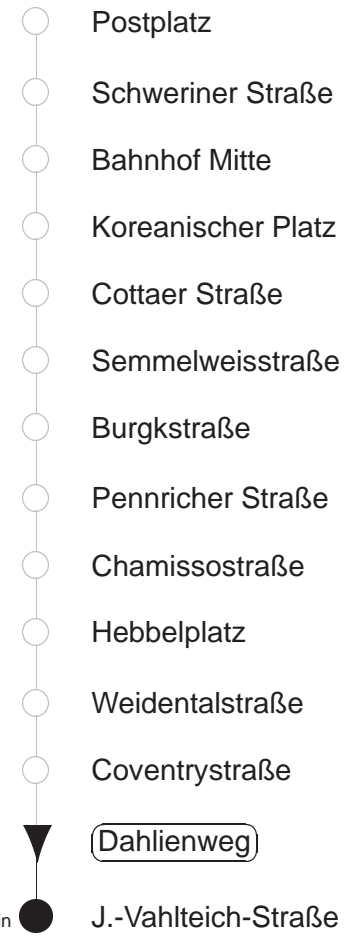 Postplatz
Schweriner Straße
Bahnhof Mitte
Koreanischer Platz
Cottaer Straße
Semmelweisstraße
Burgkstraße
Pennricher Straße
Chamissostraße
Hebbelplatz
Weidentalstraße
Coventrystraße
Dahlienweg
in J.-Vahlteich-Straße